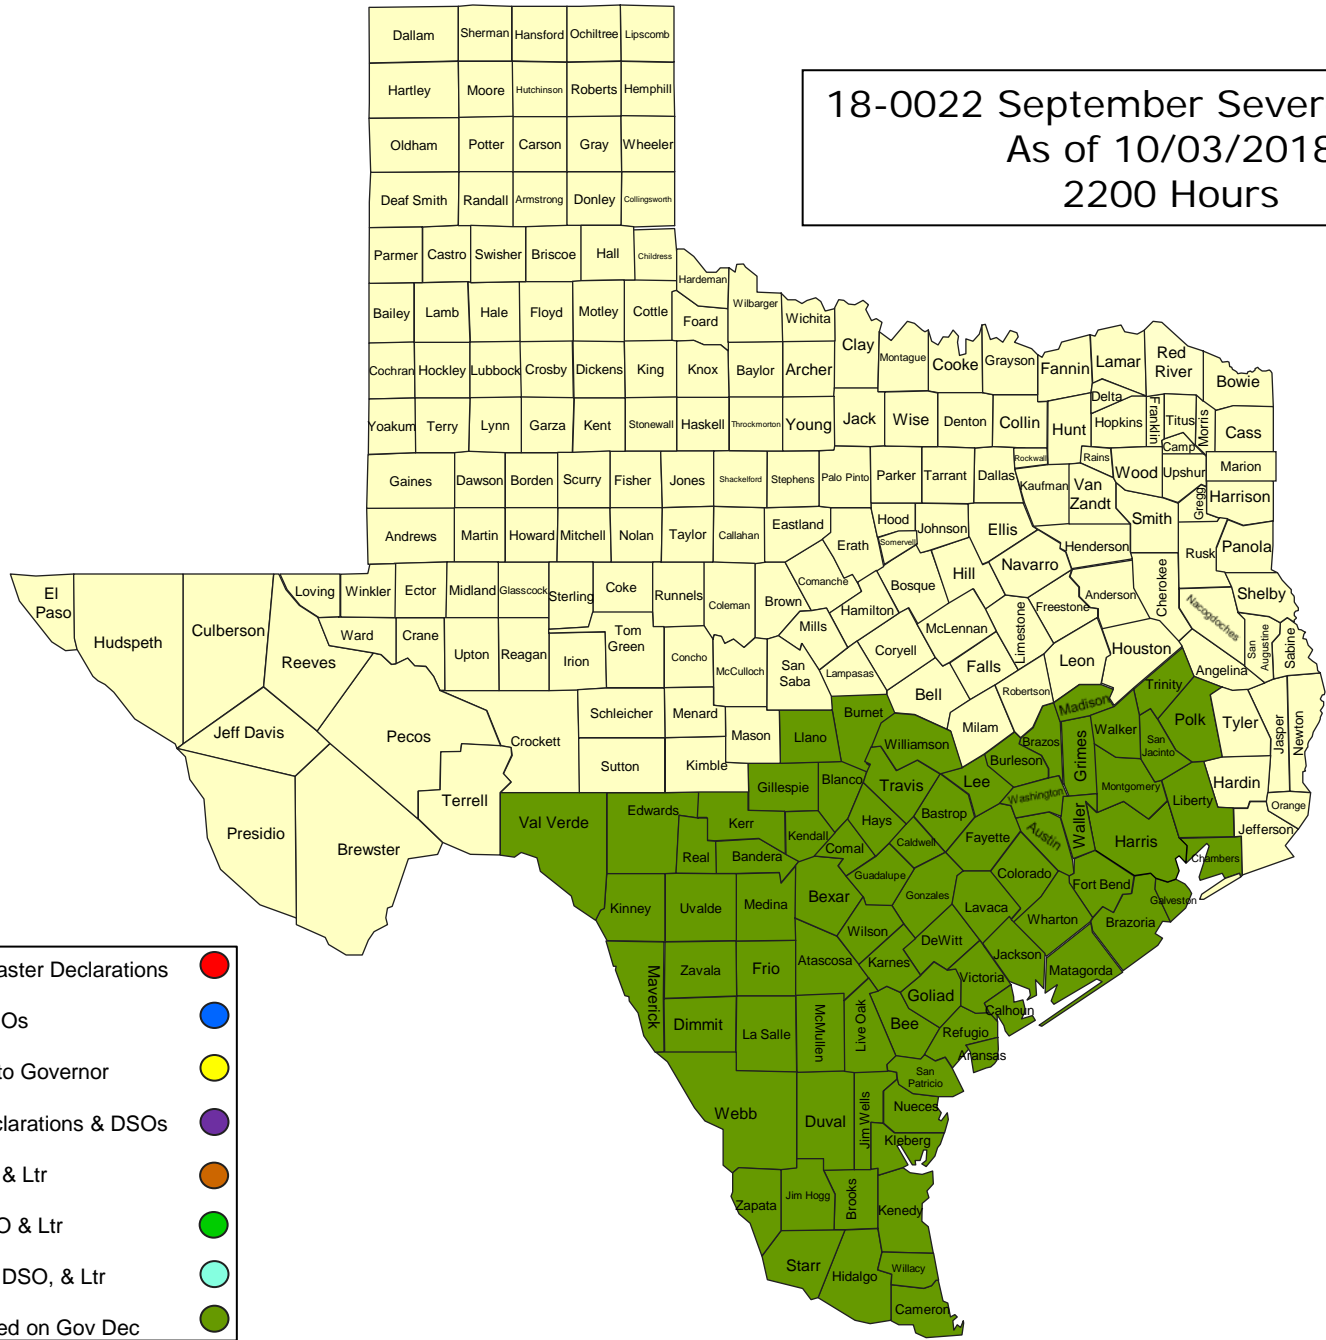 Dallam Sherman Hansford Ochiltree Lipscomb
Hartley Moore Hutchinson Roberts Hemphill
18-0022 September Sever
As of 10/03/2018
2200 Hours
Oldham Potter Carson Gray Wheeler
Deaf Smith Randall Armstrong Donley Collingsworth
Parmer Castro Swisher Briscoe Hall Childress
Hardeman
Bailey Lamb Hale Floyd Motley Cottle Foard Wilbarger Wichita
Clay Montague Cooke Grayson Fannin Lamar Red
River
Bowie
Cochran Hockley Lubbock Crosby Dickens King Knox Baylor Archer
Delta
Yoakum Terry Lynn Garza Kent Stonewall Haskell Throckmorton Young Jack Wise Denton Collin Hunt Hopkins Franklin Titus Morris Cass
Camp
Rockwall Rains Wood Upshur Marion
Gaines Dawson Borden Scurry Fisher Jones Shackelford Stephens Palo Pinto Parker Tarrant Dallas Kaufman Van
Zandt
Gregg Harrison
Andrews Martin Howard Mitchell Nolan Taylor Callahan Eastland Erath Hood Somervell Johnson Ellis Henderson Smith Rusk Panola
El
Paso
Hudspeth Culberson Reeves Loving Winkler Ector Midland Glasscock Sterling Coke Runnels Coleman Brown Comanche Bosque Hill Navarro Anderson Cherokee Shelby
Ward Crane Upton Reagan Irion Tom
Green
Concho McCulloch San
Saba
Mills Hamilton Coryell McLennan Limestone Freestone Nacogdoches
Lampasas Bell Falls Robertson Leon Houston Angelina San
Augustine
Sabine
Jeff Davis Pecos Crockett Schleicher Menard Mason Llano Burnet Williamson Milam Brazos Madison Trinity
Presidio Brewster Terrell Sutton Kimble Gillespie Blanco Travis Lee Burleson Grimes Walker San
Jacinto
Polk Tyler Jasper Newton
Val Verde Edwards Kerr Kendall Hays Bastrop Washington Waller Montgomery Liberty Hardin Orange
Real Bandera Comal Caldwell Fayette Austin Harris Chambers Jefferson
Kinney Uvalde Medina Bexar Guadalupe Gonzales Lavaca Colorado Fort Bend Galveston
Maverick Zavala Frio Atascosa Wilson Karnes DeWitt Jackson Wharton Brazoria Matagorda
Dimmit La Salle McMullen Live Oak Bee Goliad Victoria Calhoun Refugio Aransas
San
Patricio
Webb Duval Jim Wells Nueces
Kleberg
Zapata Jim Hogg Brooks Kenedy
Starr Hidalgo Willacy
Cameron
aster Declarations
Os
to Governor
clarations & DSOs
& Ltr
O & Ltr
DSO, & Ltr
ed on Gov Dec